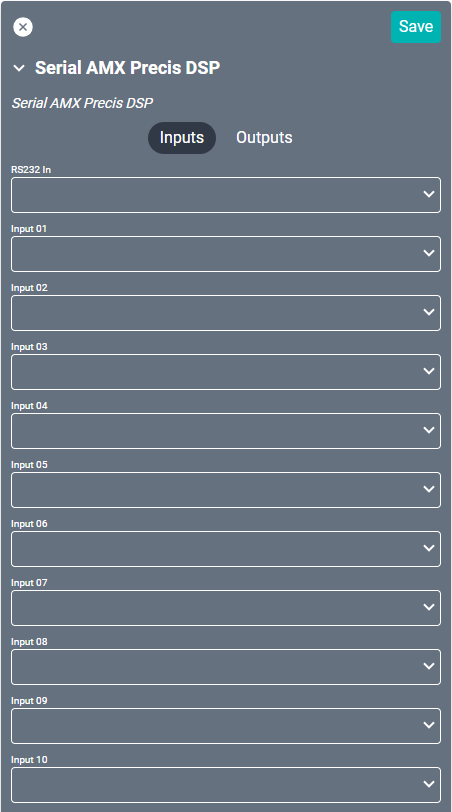 Save
Serial AMX Precis DSP
Serial AMX Precis DSP
Inputs Outputs
RS232 In
Input 01
Input 02
Input 03
Input 04
Input 05
Input 06
Input 07
Input 08
Input 09
Input 10